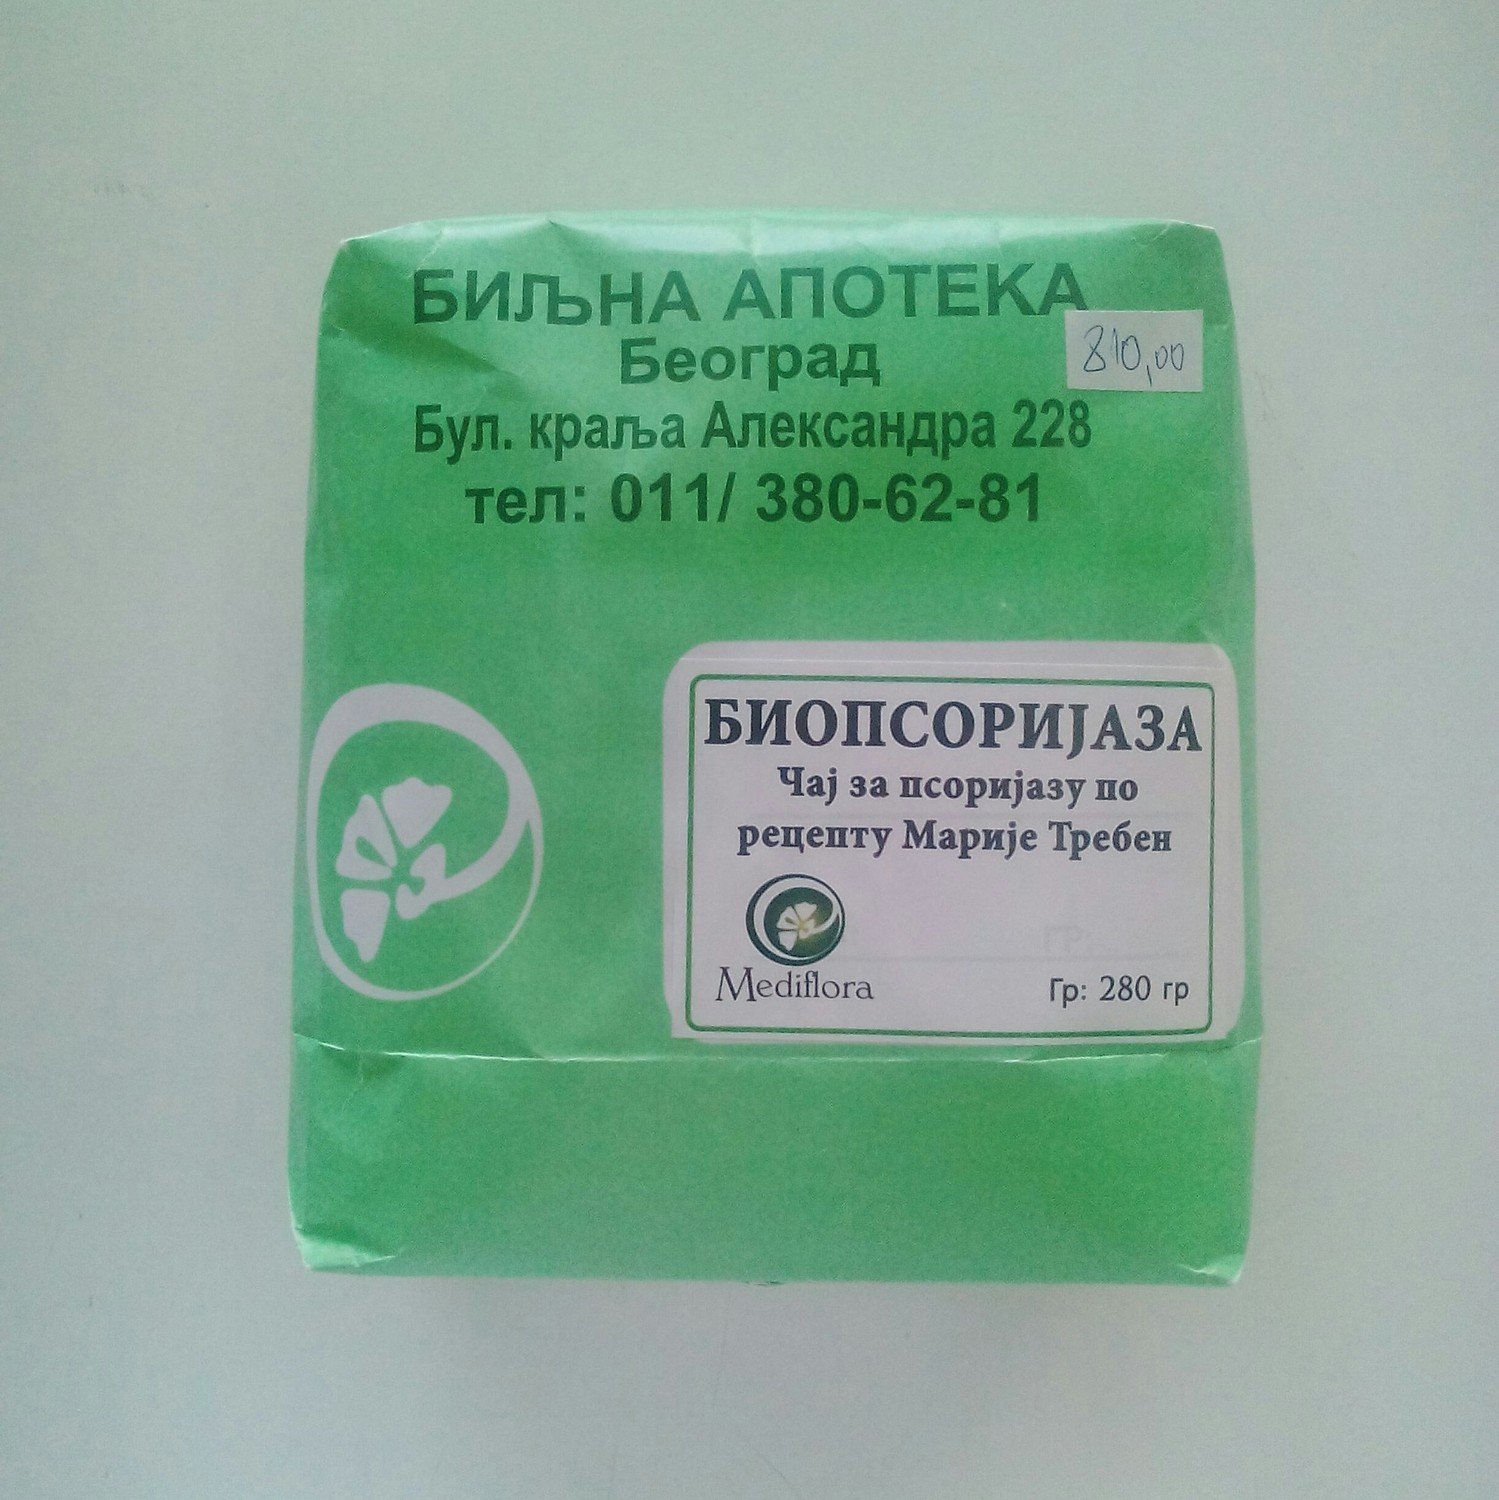 БИЉНА АПОТЕКА
Београд
810,00
Бул. краља Александра 228
тел: 011/ 380-62-81
БИОПСОРИЈАЗА
Чај за псоријазу по
рецепту Марије Требен
Mediflora
Гр: 280 гр